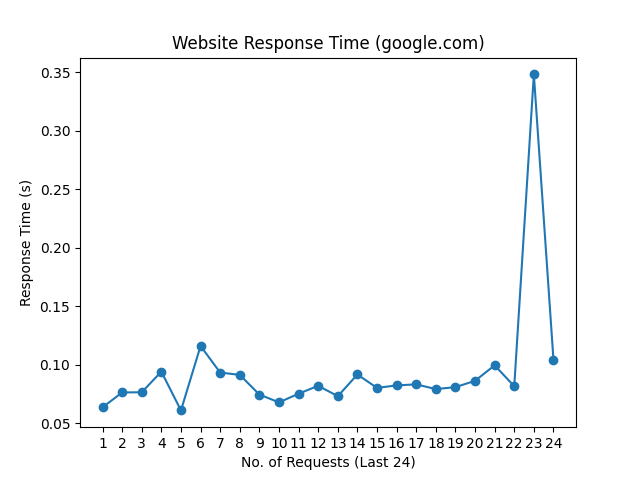 Website Response Time (google.com)
0.35
0.30
0.25
0.20
0.15
0.10
0.05
Response Time (s)
1 2 3 4 5 6 7 8 9 10 11 12 13 14 15 16 17 18 19 20 21 22 23 24
No. of Requests (Last 24)